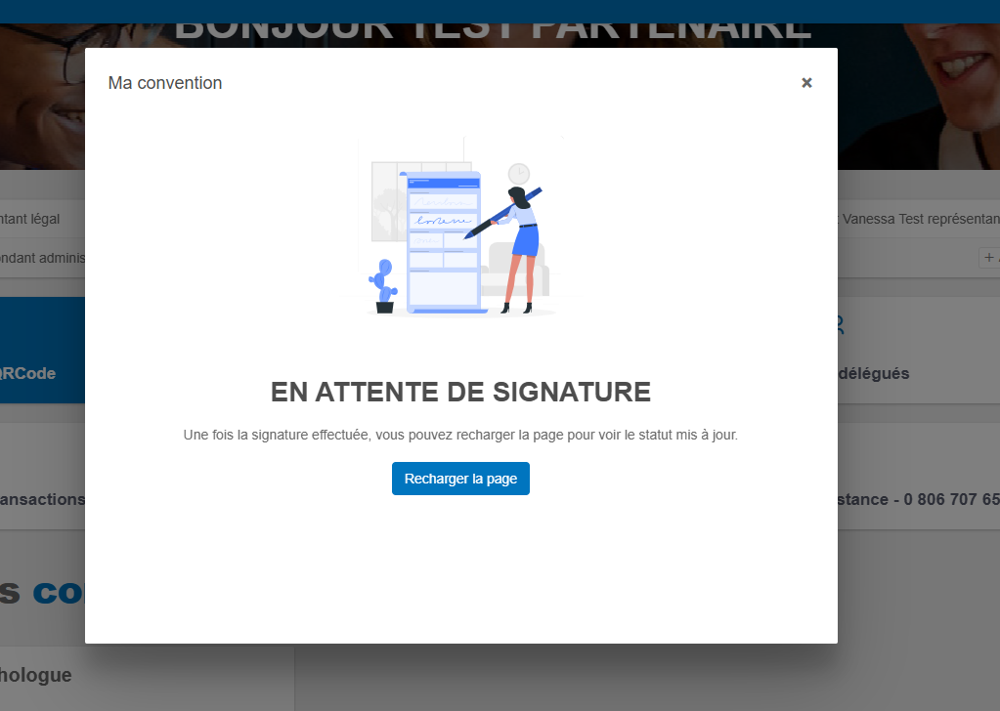 BONJOUR TEST PARTENAIRE
Ma convention
×
ntant légal
Vanessa Test représentan
ndant adminis
+
QRCode
délégués
EN ATTENTE DE SIGNATURE
Une fois la signature effectuée, vous pouvez recharger la page pour voir le statut mis à jour.
Recharger la page
ansactions
stance - 0 806 707 65
s co
hologue